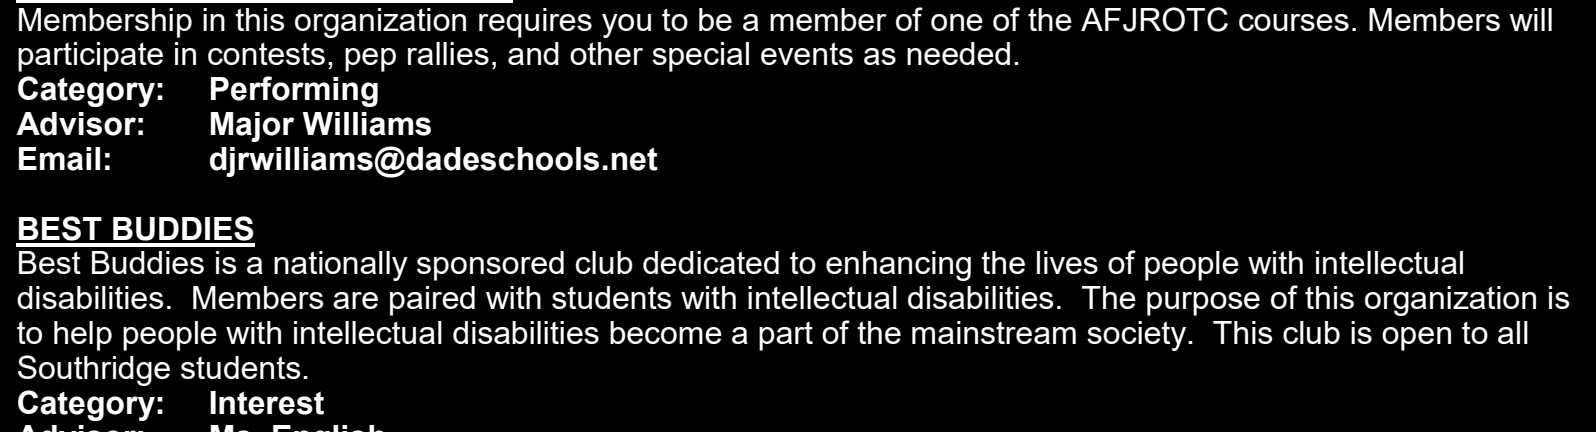 Membership in this organization requires you to be a member of one of the AFJROTC courses. Members will
participate in contests, pep rallies, and other special events as needed.
Category: Performing
Advisor: Major Williams
Email: djrwilliams@dadeschools.net
BEST BUDDIES
Best Buddies is a nationally sponsored club dedicated to enhancing the lives of people with intellectual
disabilities. Members are paired with students with intellectual disabilities. The purpose of this organization is
to help people with intellectual disabilities become a part of the mainstream society. This club is open to all
Southridge students.
Category: Interest
Advisor: Ms. English